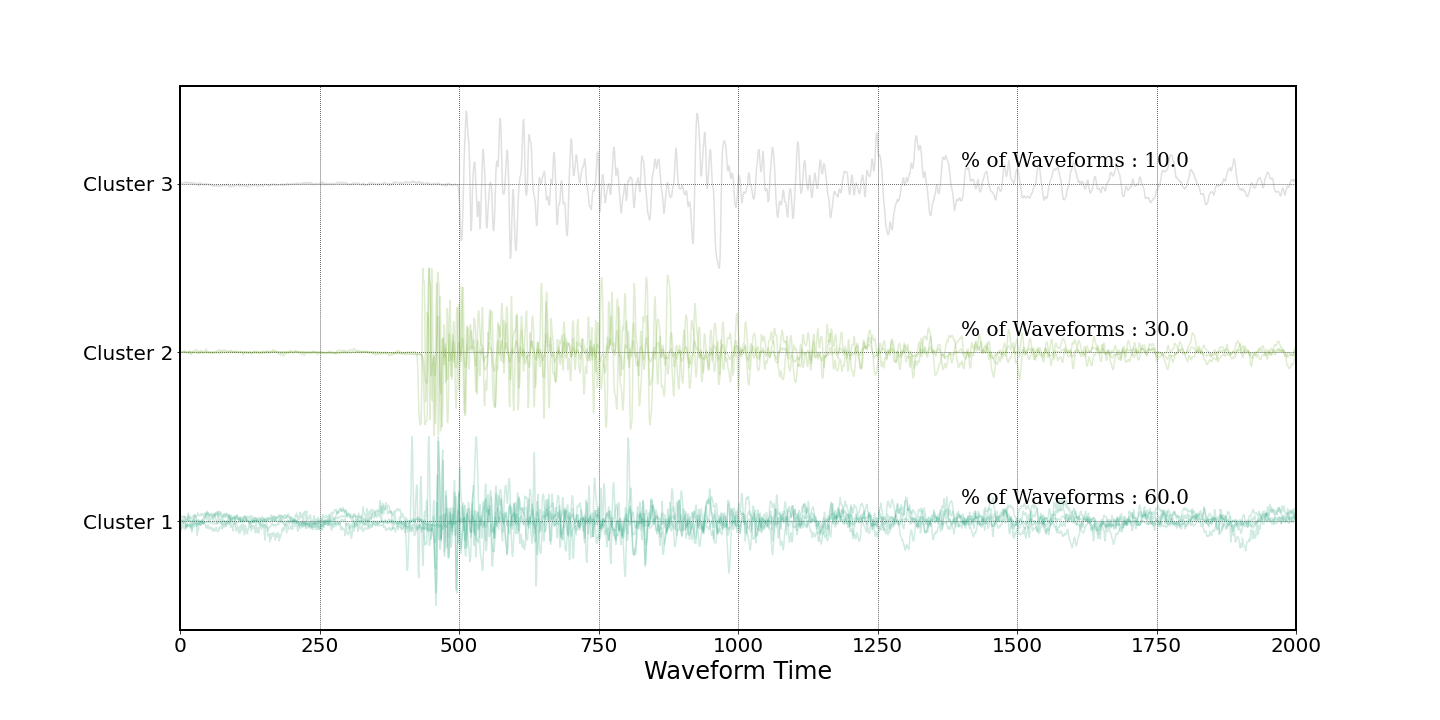 Cluster 3
% of Waveforms : 10.0
Cluster 2
% of Waveforms : 30.0
Cluster 1
% of Waveforms : 60.0
0 250 500 750 1000 1250 1500 1750 2000
Waveform Time